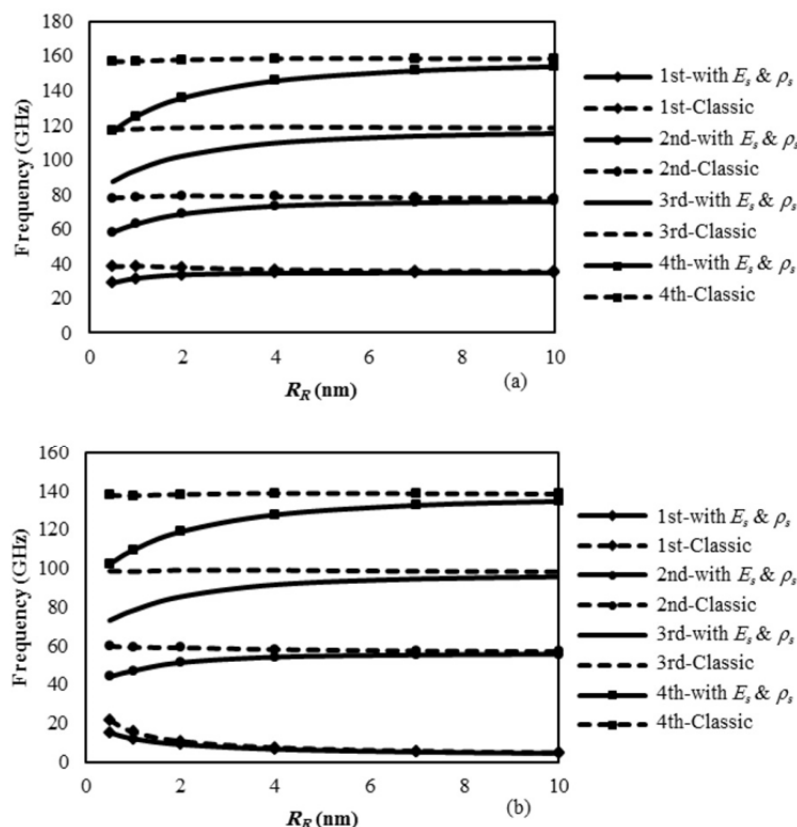 180
160
140
120
100
80
60
40
20
0
Frequency (GHz)
0 2 4 6 8 10
R_R (nm)
(a)
1st-with E_s & ρ_s
1st-Classic
2nd-with E_s & ρ_s
2nd-Classic
3rd-with E_s & ρ_s
3rd-Classic
4th-with E_s & ρ_s
4th-Classic
160
140
120
100
80
60
40
20
0
Frequency (GHz)
0 2 4 6 8 10
R_R (nm)
(b)
1st-with E_s & ρ_s
1st-Classic
2nd-with E_s & ρ_s
2nd-Classic
3rd-with E_s & ρ_s
3rd-Classic
4th-with E_s & ρ_s
4th-Classic